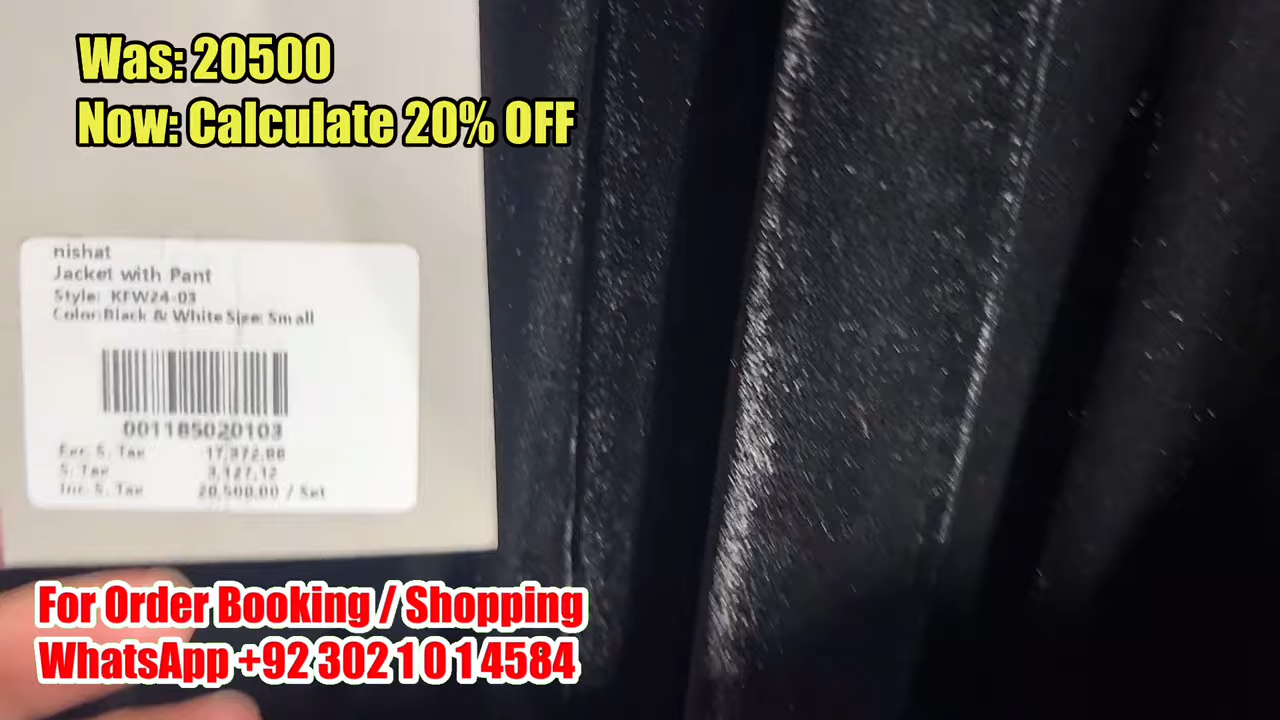 Was: 20500
Now: Calculate 20% OFF
nishat
Jacket with Pant
Style: KFW24-03
Color:Black & White Size: Small
001185020103
Exc. S. Tax 17,372.88
S. Tax 3,127.12
Inc. S. Tax 20,500.00 / Set
For Order Booking / Shopping
WhatsApp +92 302 1 0 1 4584